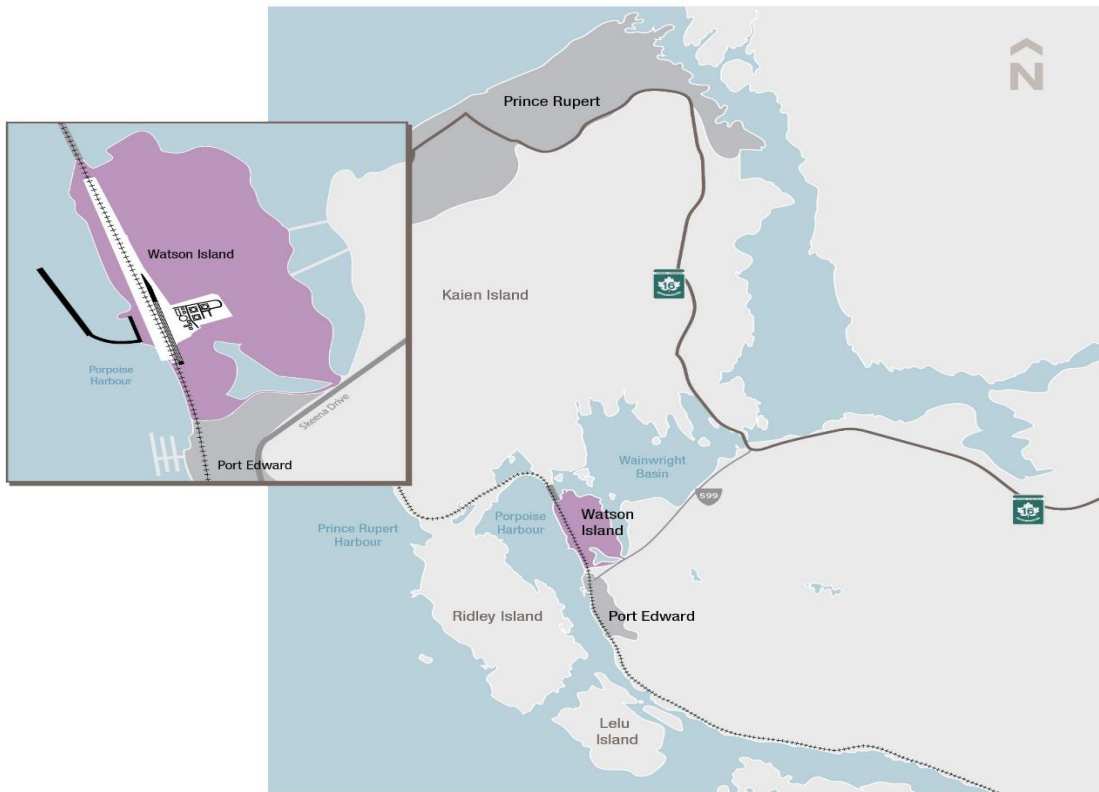 N
Prince Rupert
Kaien Island
16
Watson Island
Porpoise
Harbour
Skeena Drive
Port Edward
Wainwright
Basin
599
16
Prince Rupert
Harbour
Porpoise
Harbour
Watson
Island
Ridley Island
Port Edward
Lelu
Island